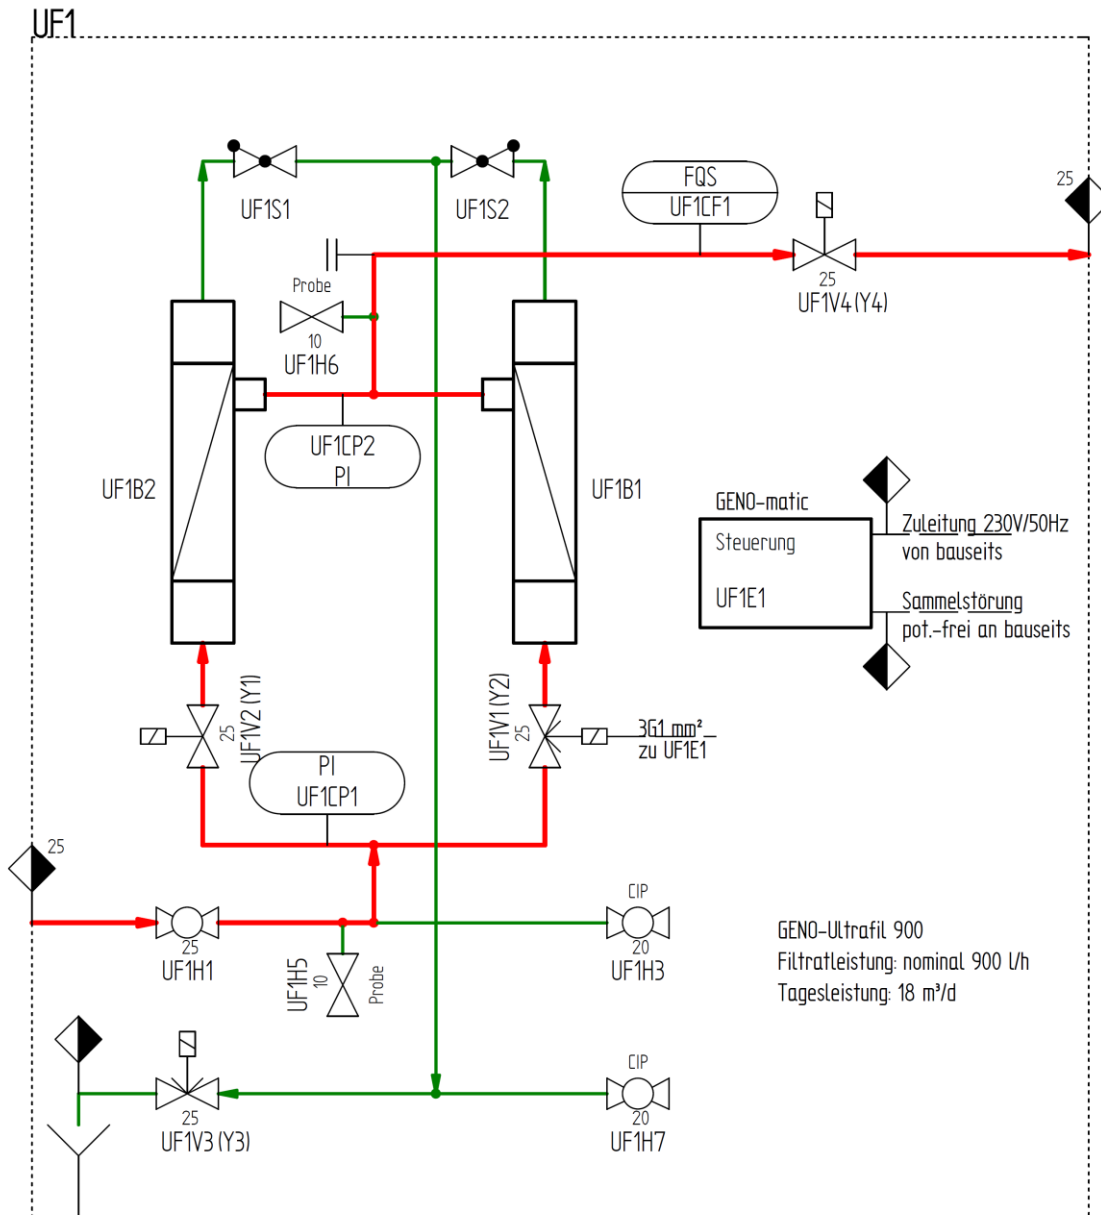 UF1
UF1S1
UF1S2
FQS
UF1CF1
25
25
UF1V4(Y4)
Probe
10
UF1H6
UF1CP2
PI
UF1B2
UF1B1
GENO-matic
Steuerung
UF1E1
Zuleitung 230V/50Hz
von bauseits
Sammelstörung
pot.-frei an bauseits
25
UF1V2(Y1)
UF1V1(Y2)
25
3G1 mm²
zu UF1E1
PI
UF1CP1
25
25
UF1H1
UF1H5
10
Probe
CIP
20
UF1H3
GENO-Ultrafil 900
Filtratleistung: nominal 900 l/h
Tagesleistung: 18 m³/d
25
UF1V3(Y3)
CIP
20
UF1H7